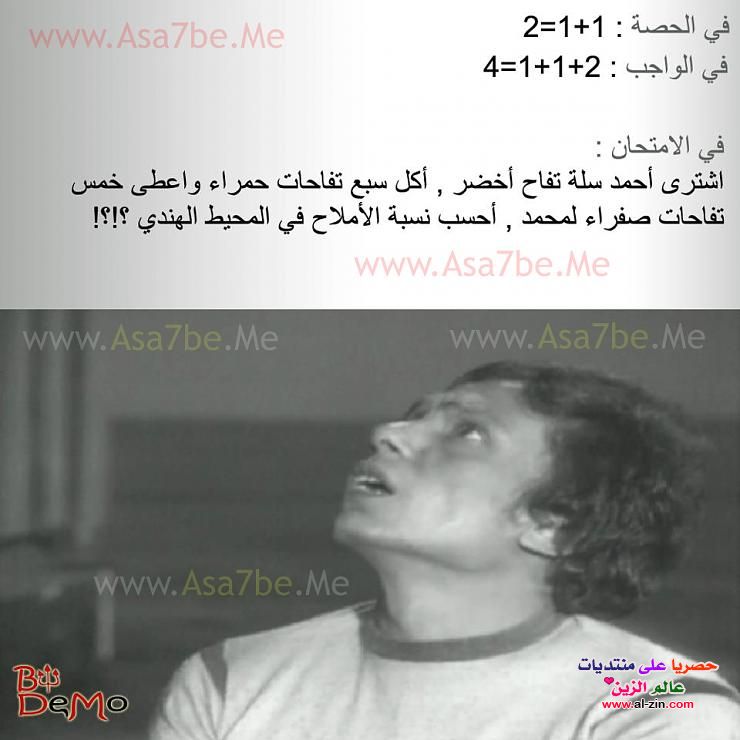 www.Asa7be.Me
في الحصة : 1+1=2
في الواجب : 2+1+1=4
في الامتحان :
اشترى أحمد سلة تفاح أخضر , أكل سبع تفاحات حمراء واعطى خمس
تفاحات صفراء لمحمد , أحسب نسبة الأملاح في المحيط الهندي ؟!؟!
www.Asa7be.Me
www.Asa7be.Me
www.Asa7be.Me
www.Asa7be.Me
حصريا على منتديات
عالم الزين
www.al-zin.com
B
DeMo